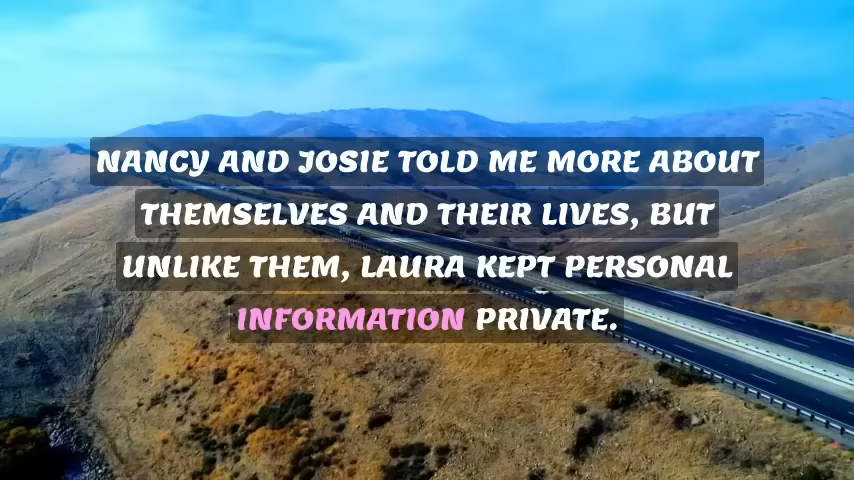 NANCY AND JOSIE TOLD ME MORE ABOUT
THEMSELVES AND THEIR LIVES, BUT
UNLIKE THEM, LAURA KEPT PERSONAL
INFORMATION PRIVATE.